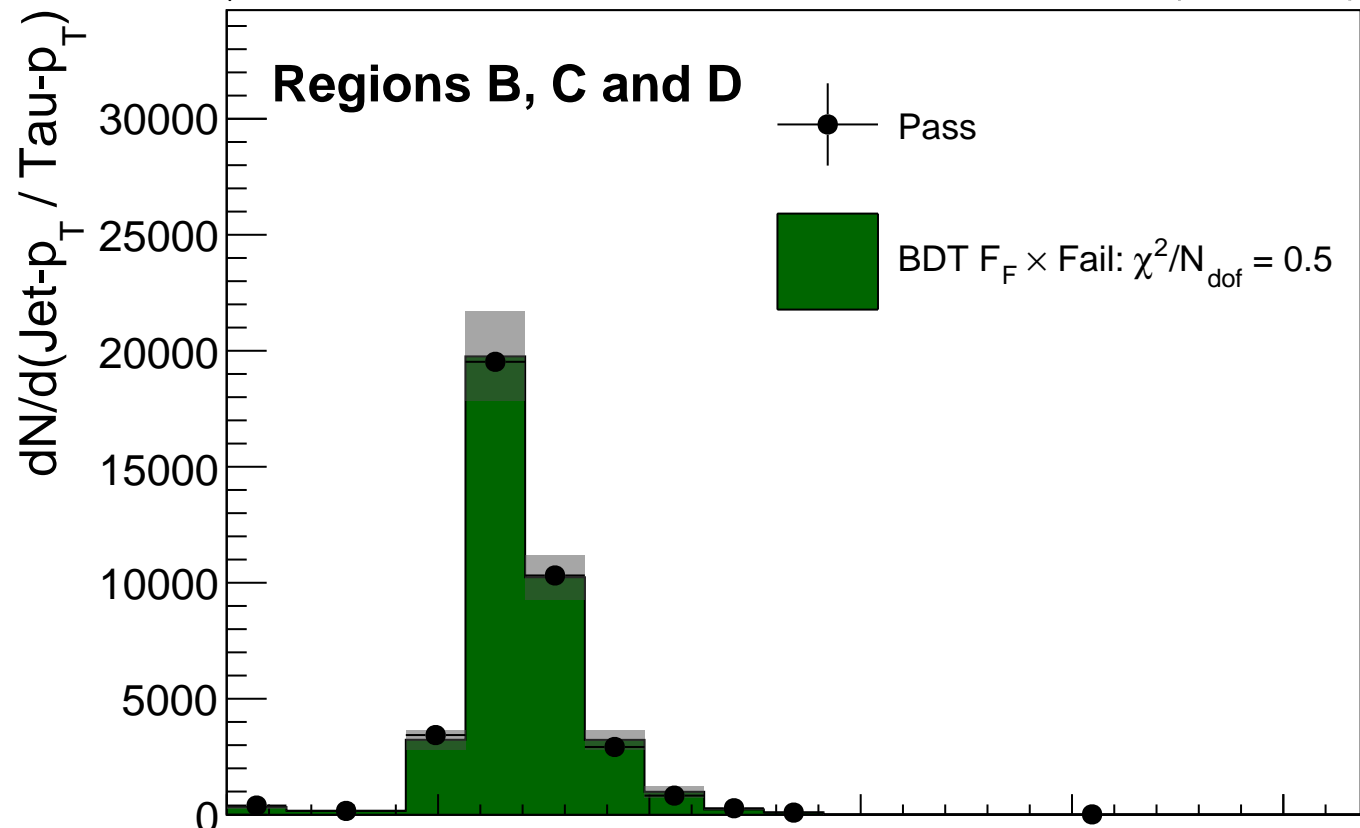 dN/d(Jet-p_T / Tau-p_T)
Regions B, C and D
Pass
BDT F_F × Fail: χ²/N_dof = 0.5
30000
25000
20000
15000
10000
5000
0